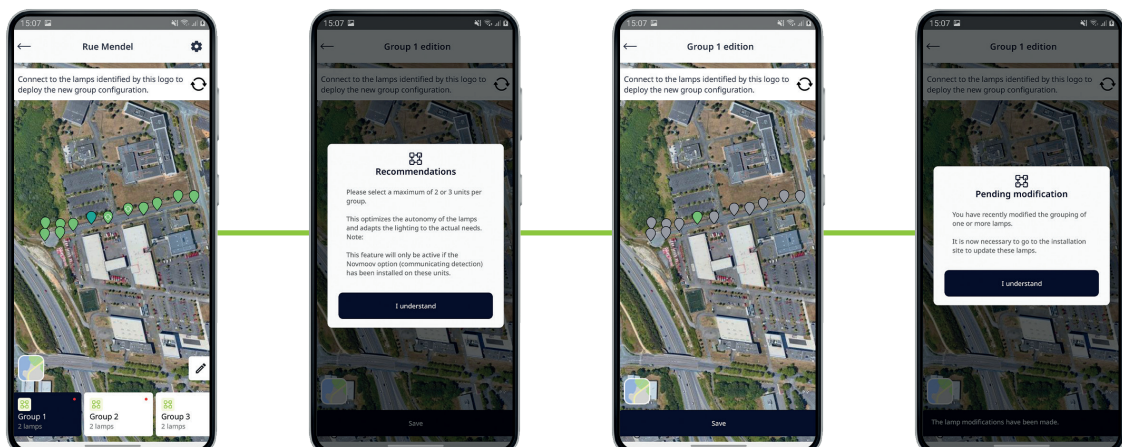 15:07
Rue Mendel
Connect to the lamps identified by this logo to
deploy the new group configuration.
Group 1
2 lamps
Group 2
2 lamps
Group 3
2 lamps
15:07
Group 1 edition
Connect to the lamps identified by this logo to
deploy the new group configuration.
Recommendations
Please select a maximum of 2 or 3 units per
group.
This optimizes the autonomy of the lamps
and adapts the lighting to the actual needs.
Note:
This feature will only be active if the
Novmoov option (communicating detection)
has been installed on these units.
I understand
Save
15:07
Group 1 edition
Connect to the lamps identified by this logo to
deploy the new group configuration.
Save
15:07
Group 1 edition
Connect to the lamps identified by this logo to
deploy the new group configuration.
Pending modification
You have recently modified the grouping of
one or more lamps.
It is now necessary to go to the installation
site to update these lamps.
I understand
The lamp modifications have been made.